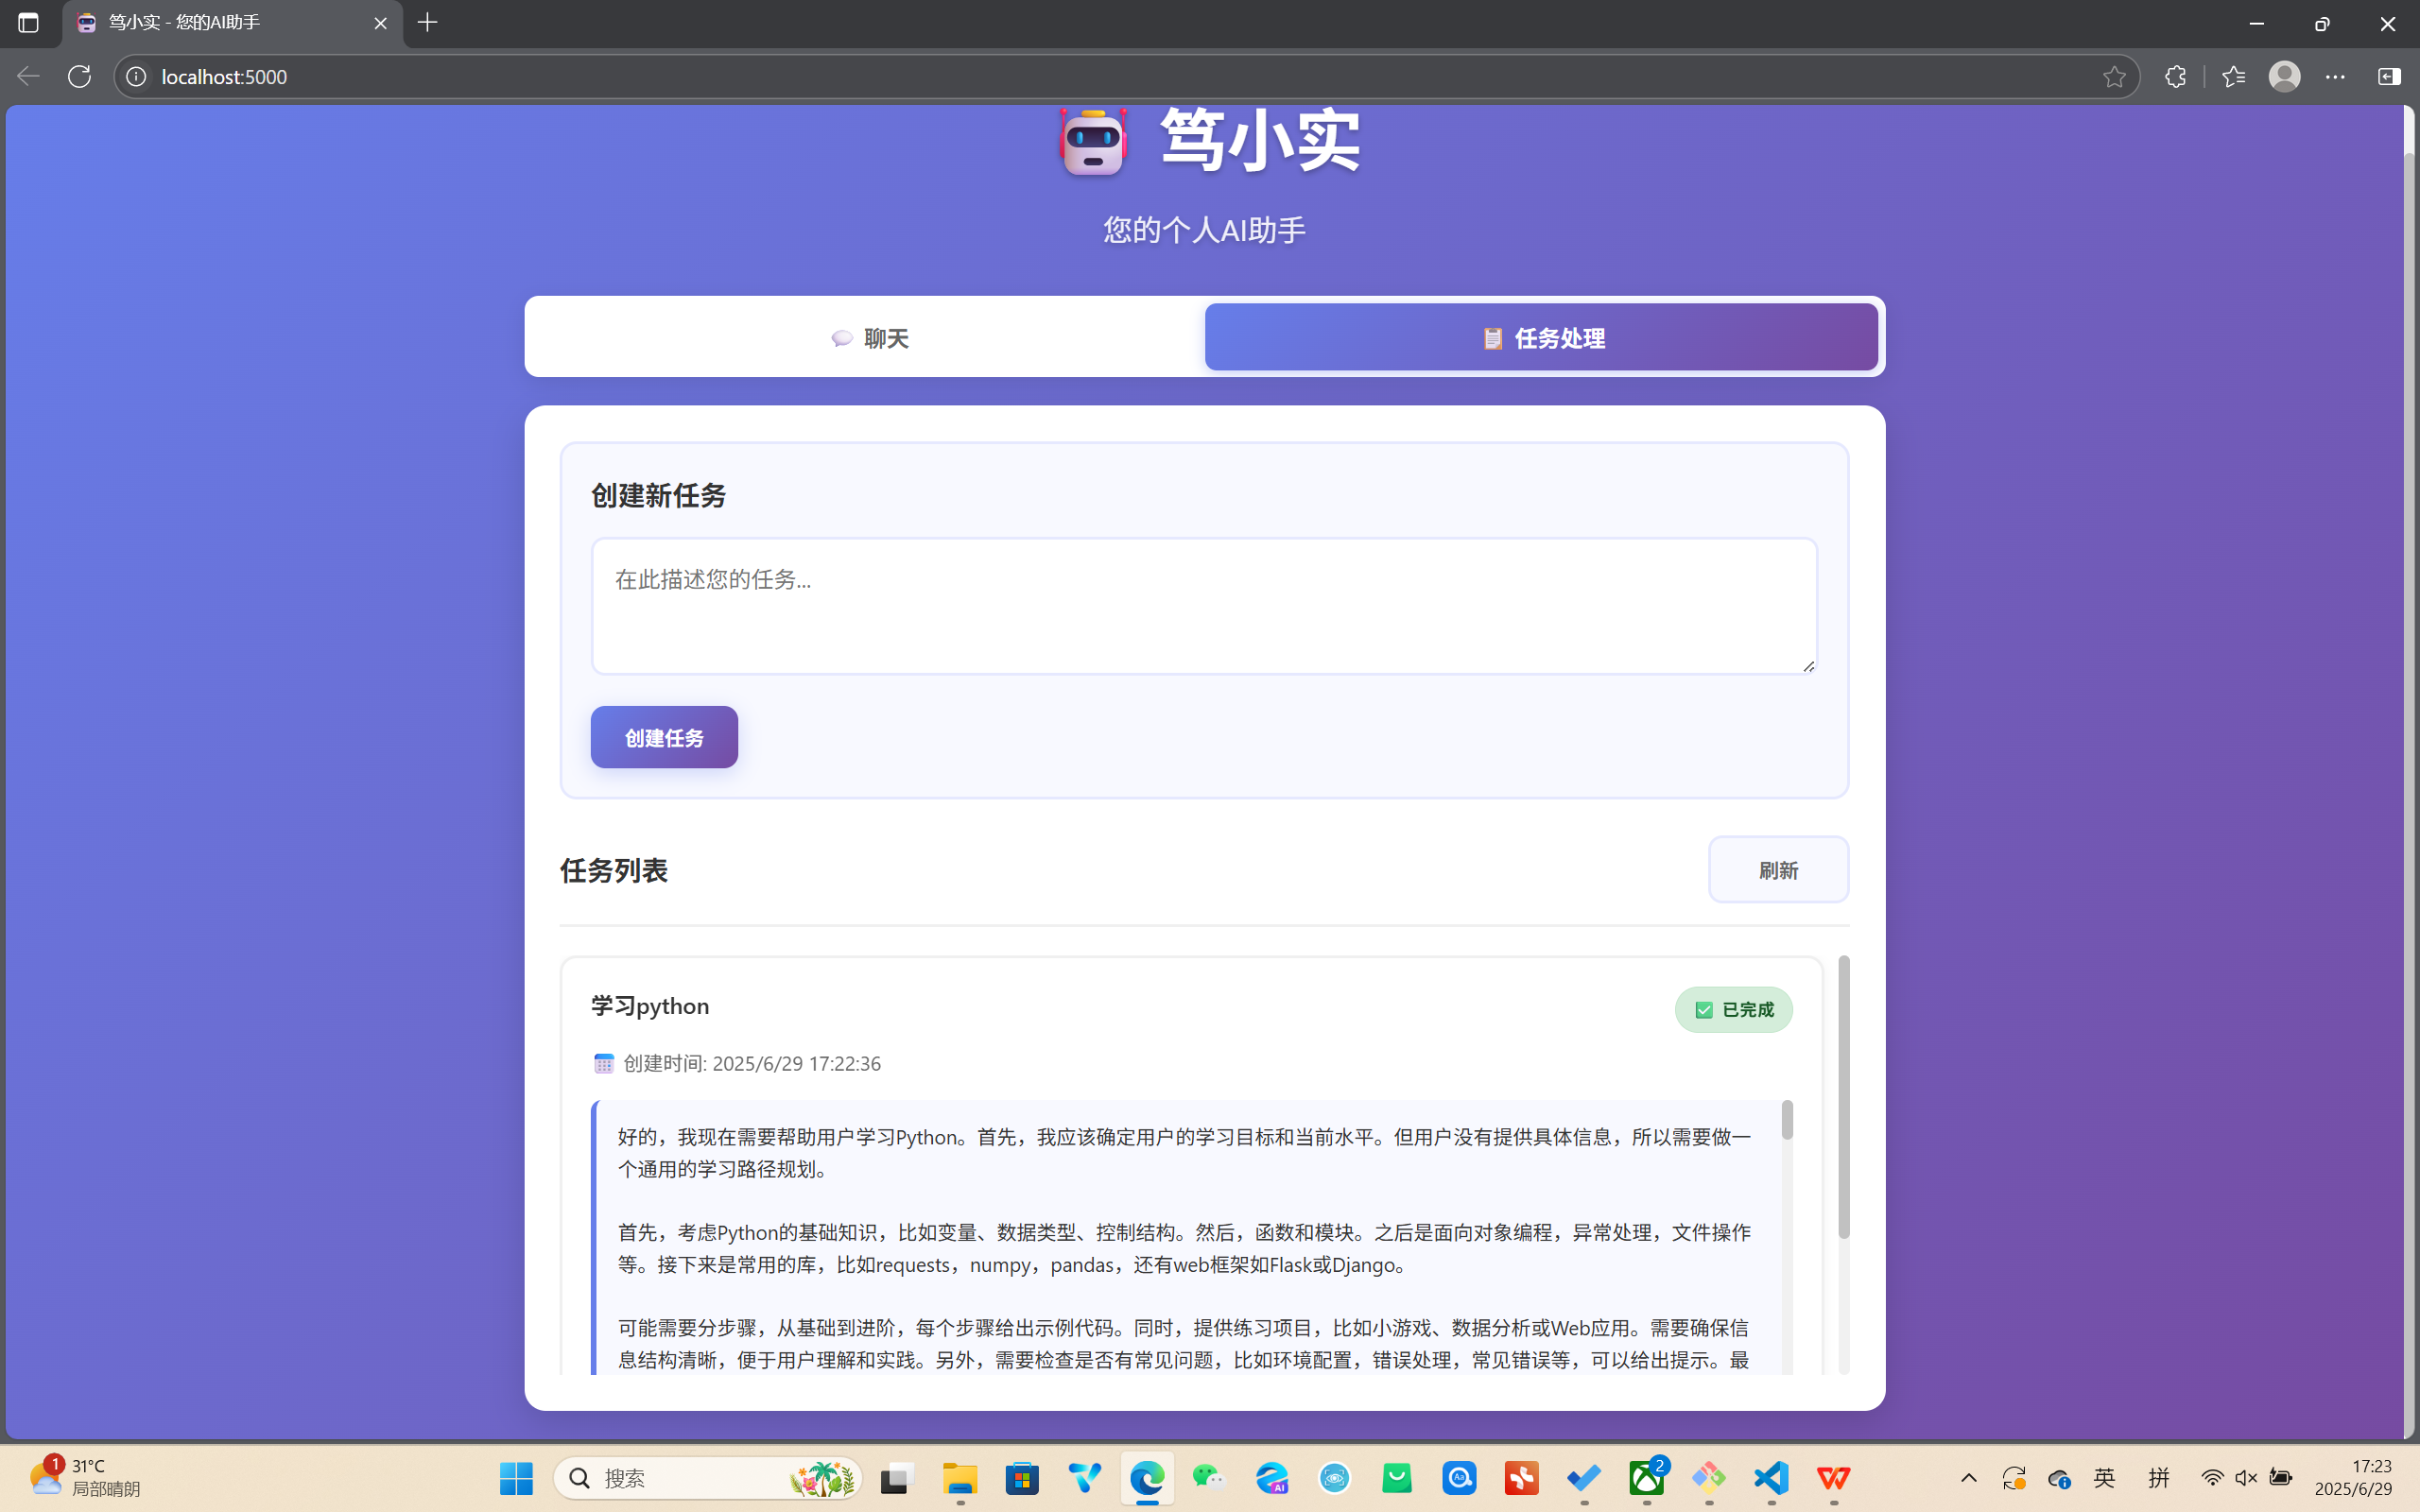 笃小实 - 您的AI助手
localhost:5000
笃小实
您的个人AI助手
聊天
任务处理
创建新任务
在此描述您的任务...
创建任务
任务列表
刷新
学习python
已完成
创建时间: 2025/6/29 17:22:36
好的，我现在需要帮助用户学习Python。首先，我应该确定用户的学习目标和当前水平。但用户没有提供具体信息，所以需要做一
个通用的学习路径规划。
首先，考虑Python的基础知识，比如变量、数据类型、控制结构。然后，函数和模块。之后是面向对象编程，异常处理，文件操作
等。接下来是常用的库，比如requests，numpy，pandas，还有web框架如Flask或Django。
可能需要分步骤，从基础到进阶，每个步骤给出示例代码。同时，提供练习项目，比如小游戏、数据分析或Web应用。需要确保信
息结构清晰，便于用户理解和实践。另外，需要检查是否有常见问题，比如环境配置，错误处理，常见错误等，可以给出提示。最
1
31°C
局部晴朗
搜索
AI
Aa
2
英
拼
17:23
2025/6/29